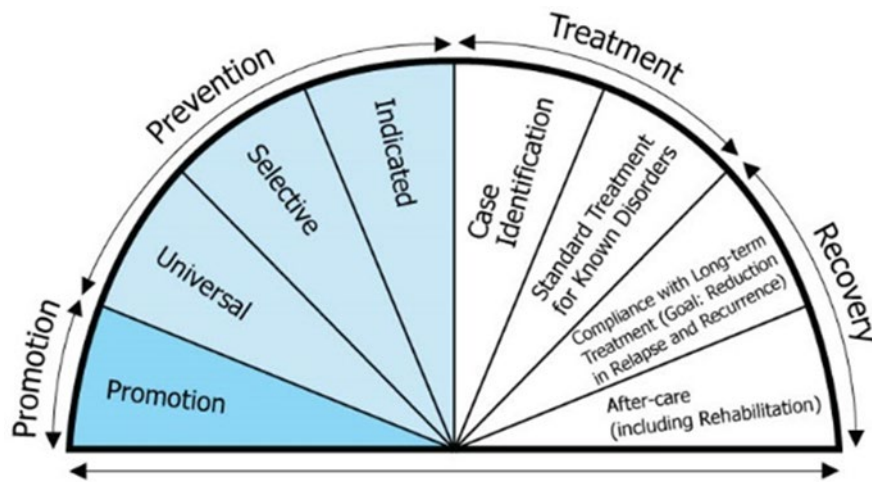 Promotion
Prevention
Treatment
Recovery
Promotion
Universal
Selective
Indicated
Case
Identification
Standard Treatment
for Known Disorders
Compliance with Long-term
Treatment (Goal: Reduction
in Relapse and Recurrence)
After-care
(including Rehabilitation)